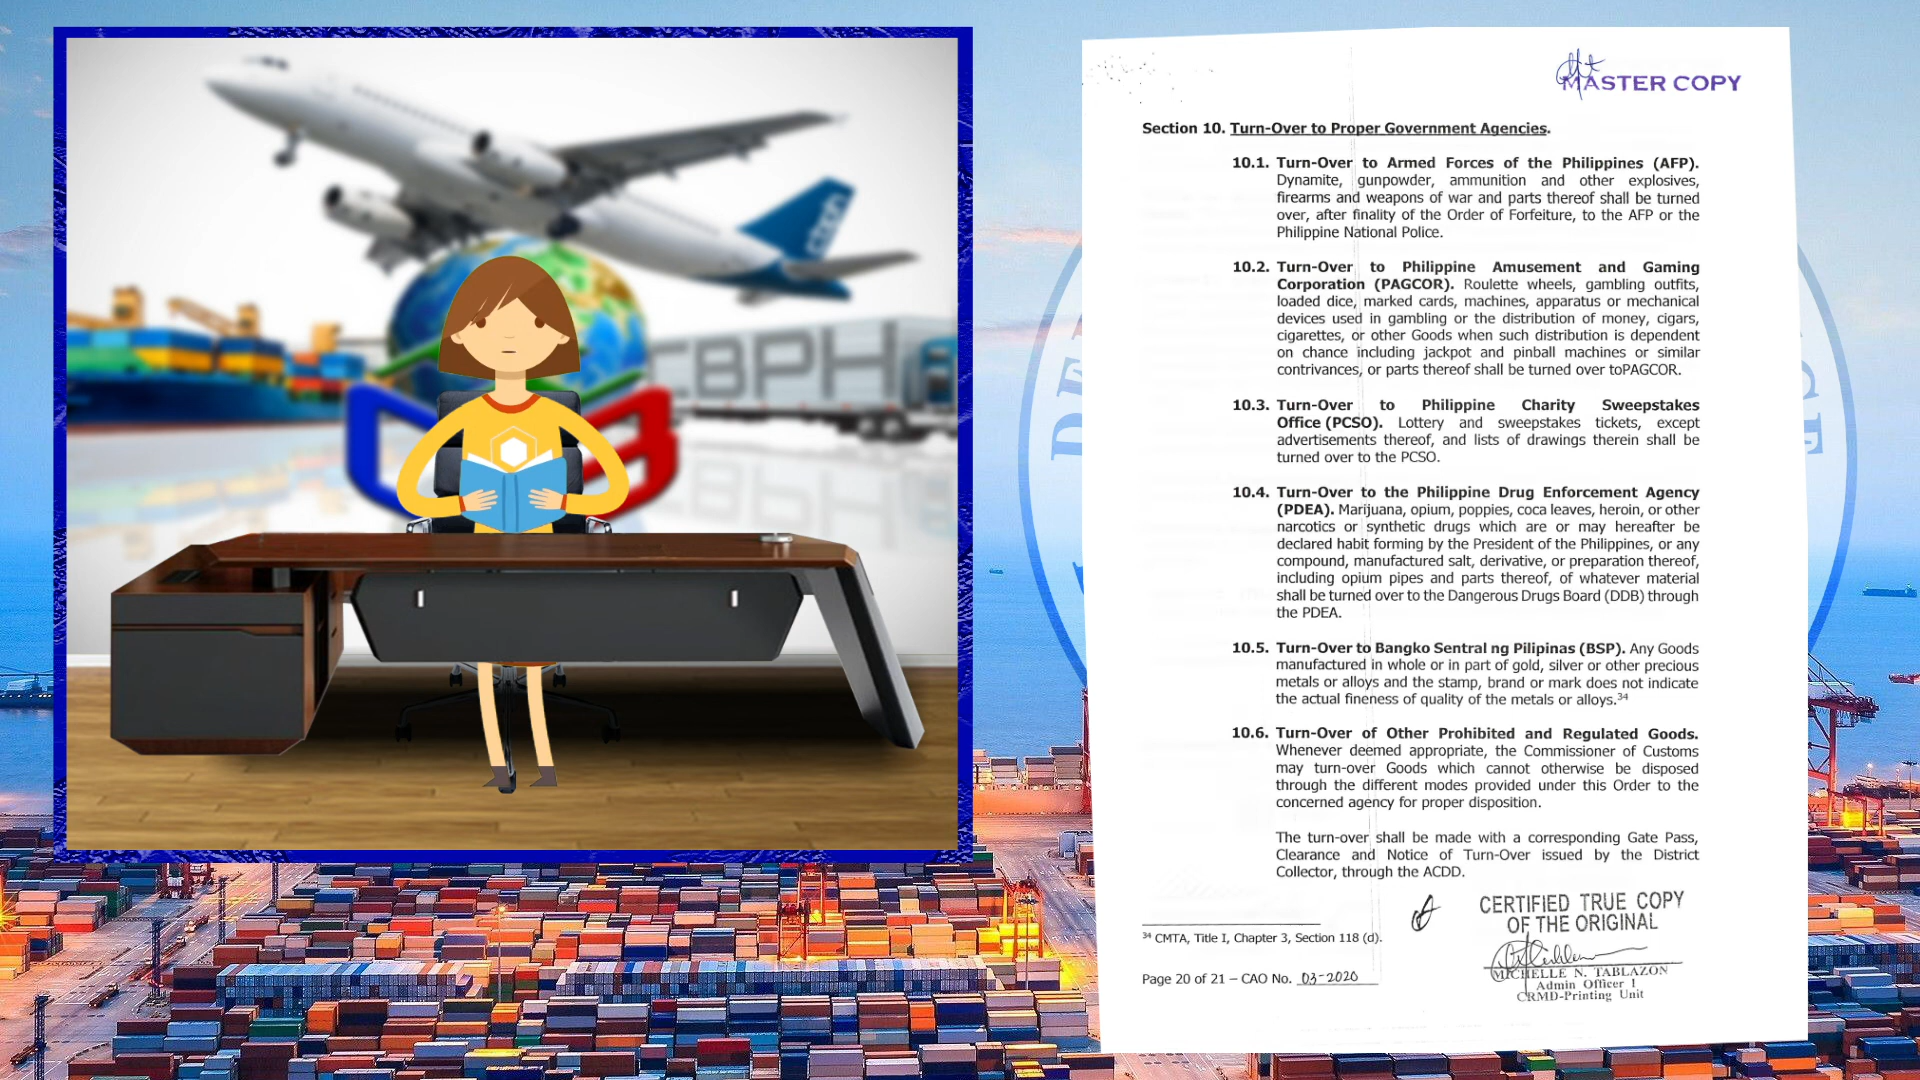 CBPH
MASTER COPY
Section 10. Turn-Over to Proper Government Agencies.
10.1. Turn-Over to Armed Forces of the Philippines (AFP).
Dynamite, gunpowder, ammunition and other explosives,
firearms and weapons of war and parts thereof shall be turned
over, after finality of the Order of Forfeiture, to the AFP or the
Philippine National Police.
10.2. Turn-Over to Philippine Amusement and Gaming
Corporation (PAGCOR). Roulette wheels, gambling outfits,
loaded dice, marked cards, machines, apparatus or mechanical
devices used in gambling or the distribution of money, cigars,
cigarettes, or other Goods when such distribution is dependent
on chance including jackpot and pinball machines or similar
contrivances, or parts thereof shall be turned over toPAGCOR.
10.3. Turn-Over to Philippine Charity Sweepstakes
Office (PCSO). Lottery and sweepstakes tickets, except
advertisements thereof, and lists of drawings therein shall be
turned over to the PCSO.
10.4. Turn-Over to the Philippine Drug Enforcement Agency
(PDEA). Marijuana, opium, poppies, coca leaves, heroin, or other
narcotics or synthetic drugs which are or may hereafter be
declared habit forming by the President of the Philippines, or any
compound, manufactured salt, derivative, or preparation thereof,
including opium pipes and parts thereof, of whatever material
shall be turned over to the Dangerous Drugs Board (DDB) through
the PDEA.
10.5. Turn-Over to Bangko Sentral ng Pilipinas (BSP). Any Goods
manufactured in whole or in part of gold, silver or other precious
metals or alloys and the stamp, brand or mark does not indicate
the actual fineness of quality of the metals or alloys.34
10.6. Turn-Over of Other Prohibited and Regulated Goods.
Whenever deemed appropriate, the Commissioner of Customs
may turn-over Goods which cannot otherwise be disposed
through the different modes provided under this Order to the
concerned agency for proper disposition.
The turn-over shall be made with a corresponding Gate Pass,
Clearance and Notice of Turn-Over issued by the District
Collector, through the ACDD.
CERTIFIED TRUE COPY
OF THE ORIGINAL
34 CMTA, Title I, Chapter 3, Section 118 (d).
MICHELLE N. TABLAZON
Admin Officer I
CRMD-Printing Unit
Page 20 of 21 – CAO No. 03-2020